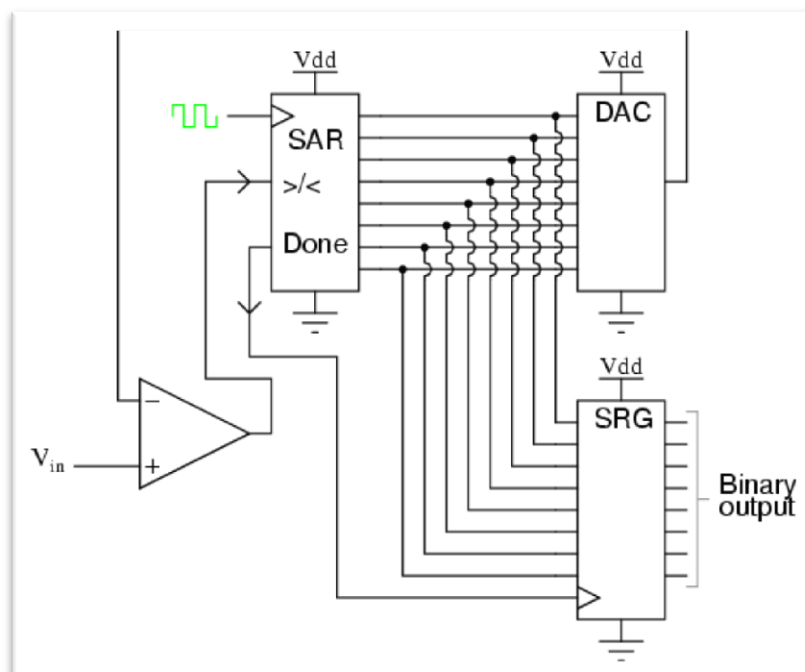 Vdd
Vdd
SAR
DAC
>/<
Done
Vdd
SRG
−
Vin
+
Binary
output